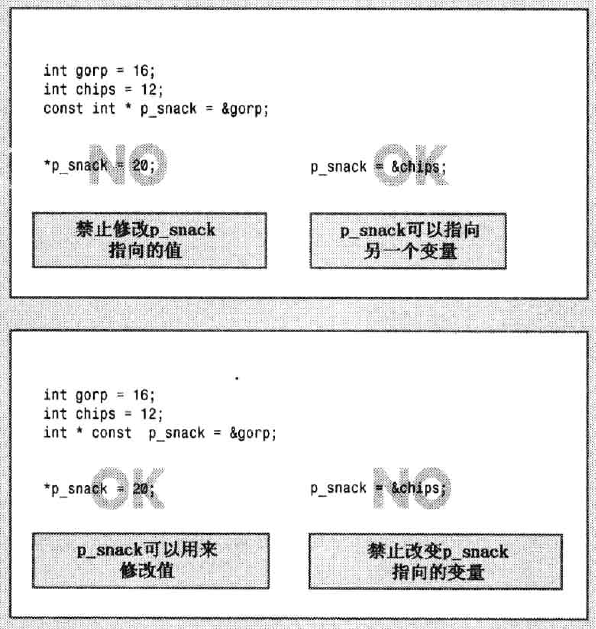 int gorp = 16;
int chips = 12;
const int * p_snack = &gorp;
*p_snack = 20;
NO
p_snack = &chips;
OK
禁止修改p_snack
指向的值
p_snack可以指向
另一个变量
int gorp = 16;
int chips = 12;
int * const  p_snack = &gorp;
*p_snack = 20;
OK
p_snack = &chips;
NO
p_snack可以用来
修改值
禁止改变p_snack
指向的变量